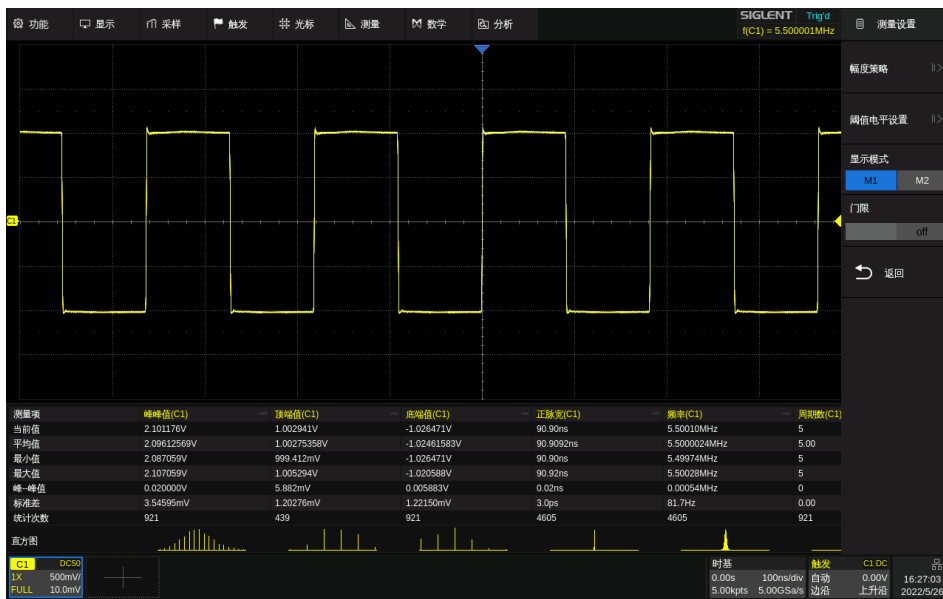 功能 显示 采样 触发 光标 测量 数学 分析 SIGLENT Trig'd 测量设置
f(C1) = 5.500001MHz
幅度策略
阈值电平设置
显示模式
M1 M2
门限
off
返回
C1
测量项 峰峰值(C1) 顶端值(C1) 底端值(C1) 正脉宽(C1) 频率(C1) 周期数(C1)
当前值 2.101176V 1.002941V -1.026471V 90.90ns 5.50010MHz 5
平均值 2.09612569V 1.00275358V -1.02461583V 90.9092ns 5.5000024MHz 5.00
最小值 2.087059V 999.412mV -1.026471V 90.90ns 5.49974MHz 5
最大值 2.107059V 1.005294V -1.020588V 90.92ns 5.50028MHz 5
峰--峰值 0.020000V 5.882mV 0.005883V 0.02ns 0.00054MHz 0
标准差 3.54595mV 1.20276mV 1.22150mV 3.0ps 81.7Hz 0.00
统计次数 921 439 921 4605 4605 921
直方图
C1 DC50 时基 触发 C1 DC
1X 500mV/ 0.00s 100ns/div 自动 0.00V 16:27:03
FULL 10.0mV 5.00kpts 5.00GSa/s 边沿 上升沿 2022/5/26